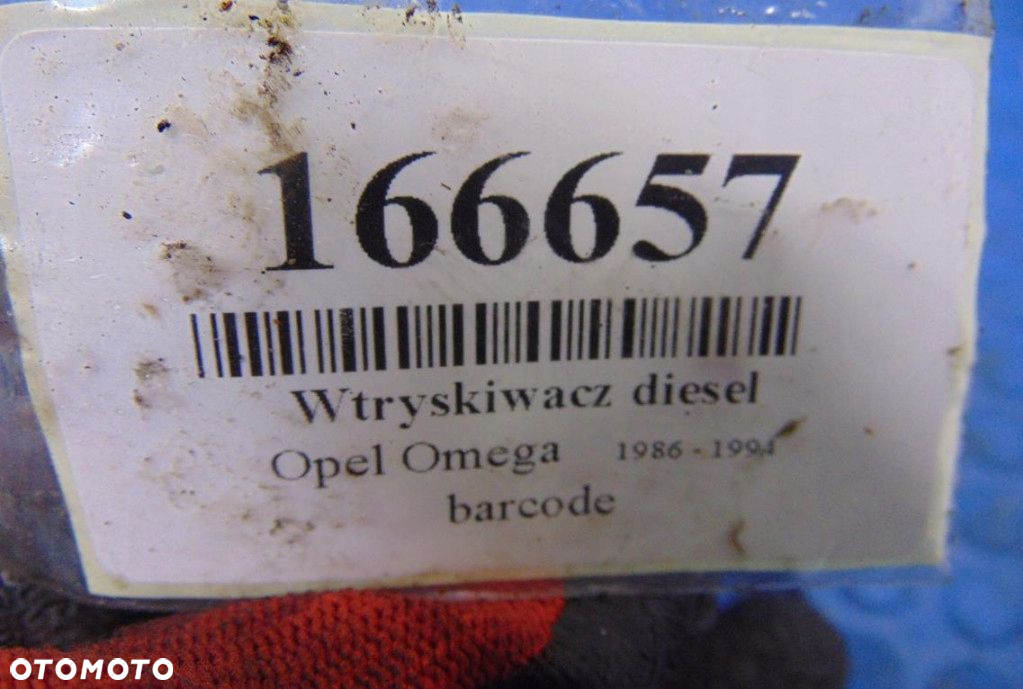 166657
Wtryskiwacz diesel
Opel Omega 1986 - 1994
barcode
OTOMOTO